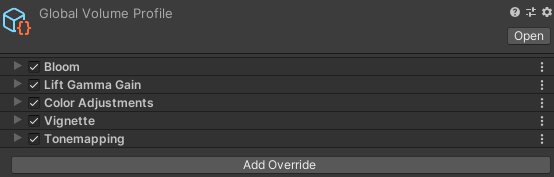 Global Volume Profile
Open
Bloom
Lift Gamma Gain
Color Adjustments
Vignette
Tonemapping
Add Override